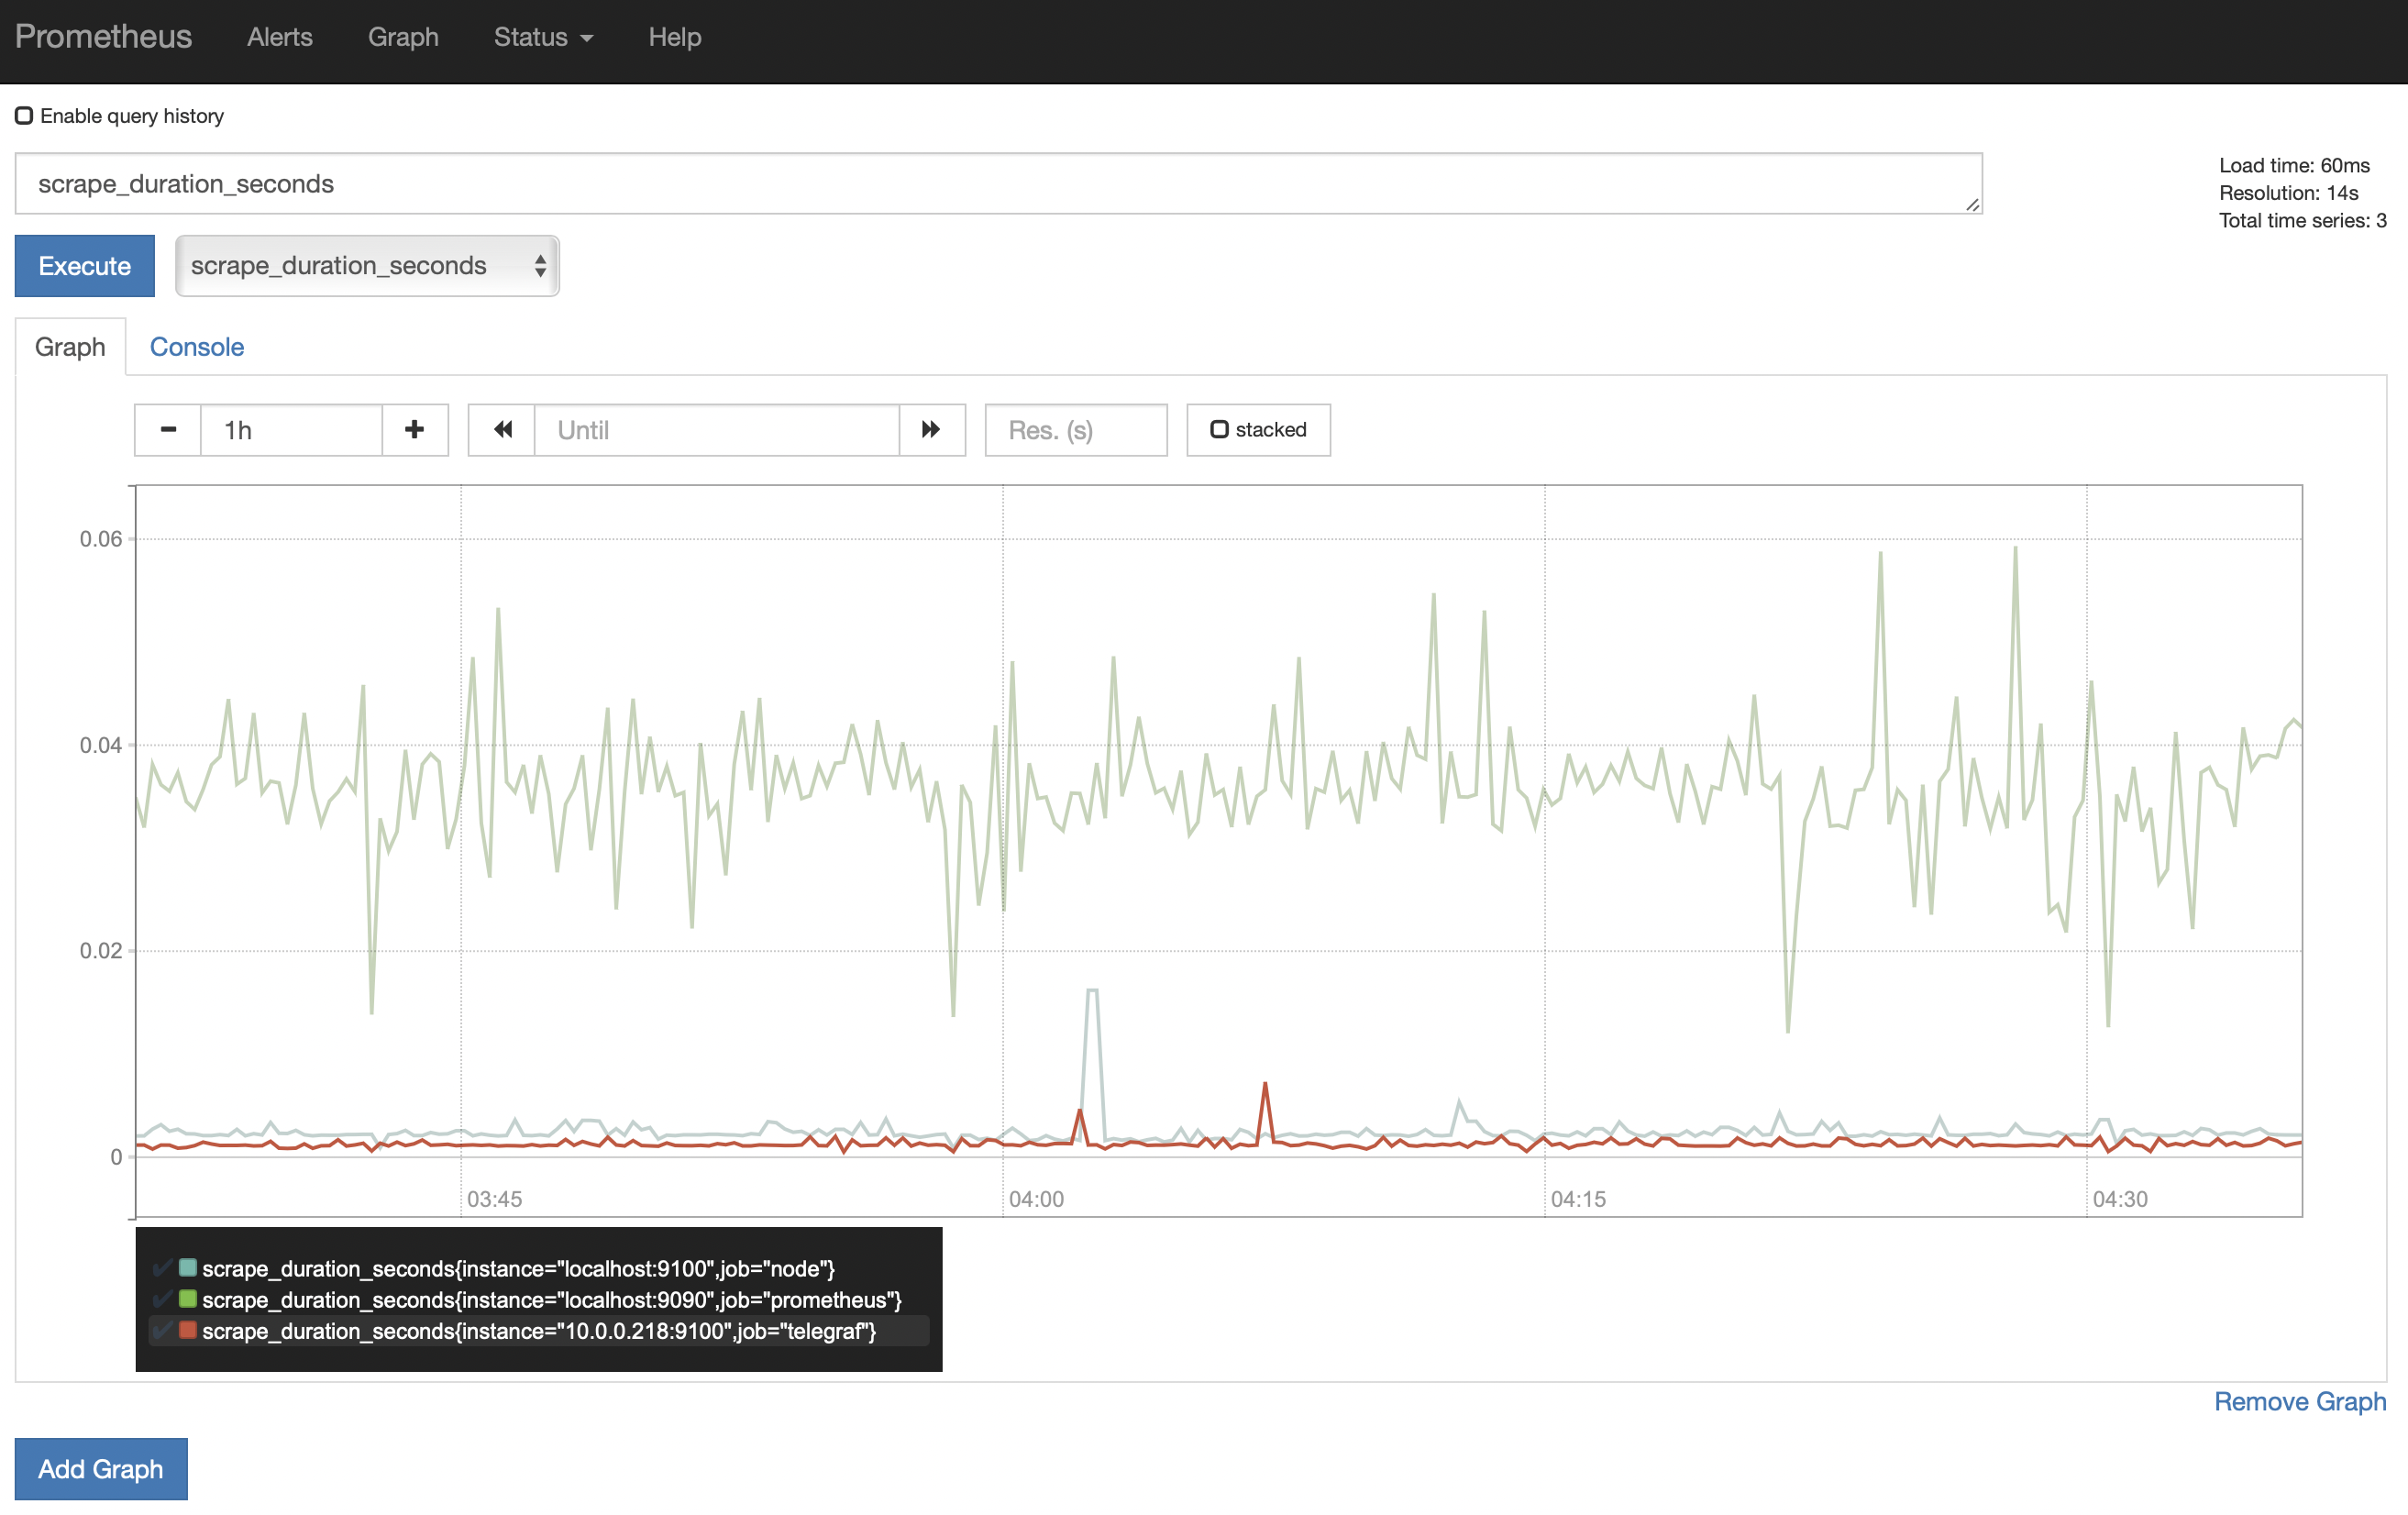 Prometheus Alerts Graph Status Help
Enable query history
scrape_duration_seconds
Load time: 60ms
Resolution: 14s
Total time series: 3
Execute scrape_duration_seconds
Graph Console
1h Until Res. (s) stacked
0.06
0.04
0.02
0
03:45 04:00 04:15 04:30
scrape_duration_seconds{instance="localhost:9100",job="node"}
scrape_duration_seconds{instance="localhost:9090",job="prometheus"}
scrape_duration_seconds{instance="10.0.0.218:9100",job="telegraf"}
Remove Graph
Add Graph